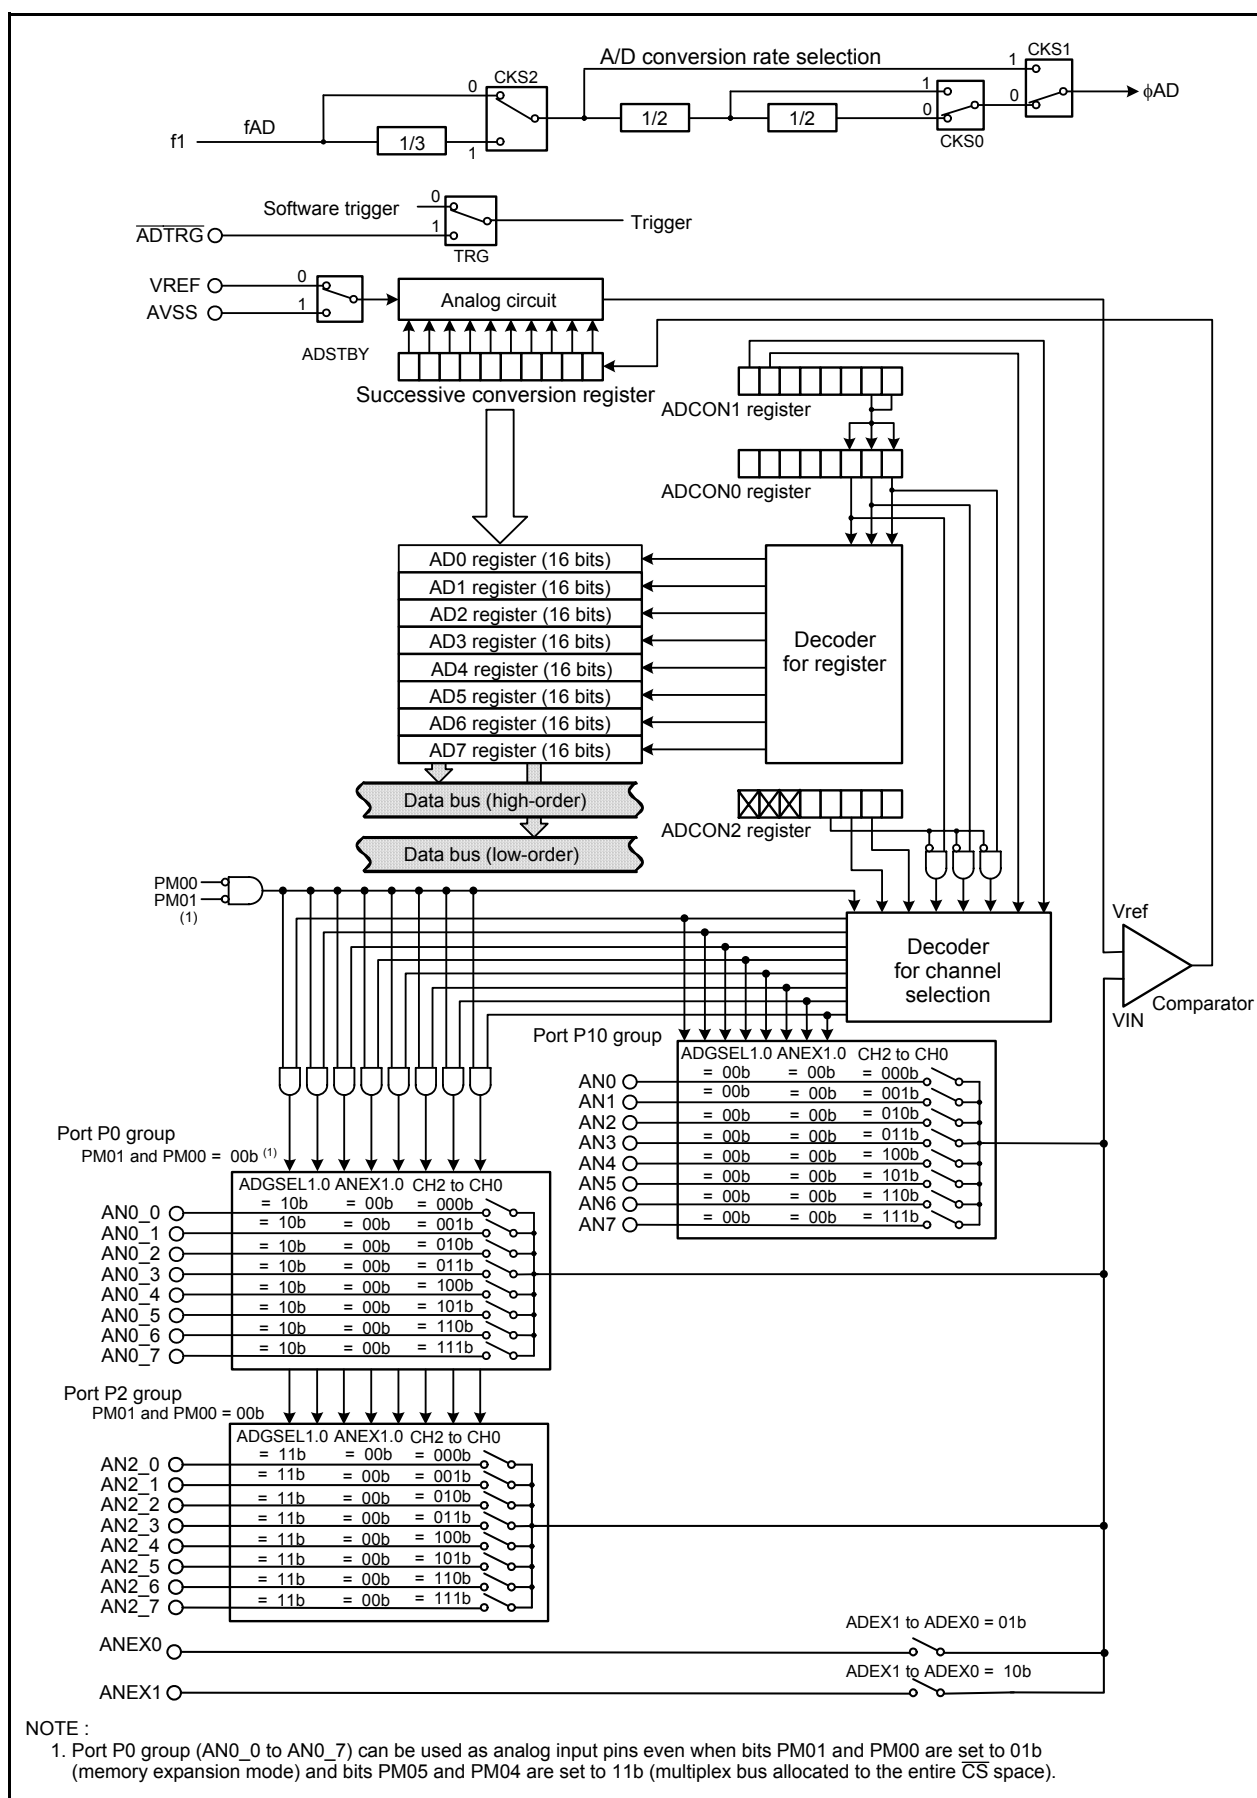 A/D conversion rate selection
CKS2
CKS1
0
1
1
φAD
f1
fAD
1/3
1
1/2
1/2
0
0
CKS0
Software trigger
0
ADTRG
1
TRG
Trigger
VREF
0
AVSS
1
ADSTBY
Analog circuit
Successive conversion register
ADCON1 register
ADCON0 register
AD0 register (16 bits)
AD1 register (16 bits)
AD2 register (16 bits)
AD3 register (16 bits)
AD4 register (16 bits)
AD5 register (16 bits)
AD6 register (16 bits)
AD7 register (16 bits)
Decoder
for register
Data bus (high-order)
Data bus (low-order)
ADCON2 register
PM00
PM01
(1)
Decoder
for channel
selection
Vref
VIN
Comparator
Port P10 group
ADGSEL1.0 ANEX1.0 CH2 to CH0
AN0 = 00b = 00b = 000b
AN1 = 00b = 00b = 001b
AN2 = 00b = 00b = 010b
AN3 = 00b = 00b = 011b
AN4 = 00b = 00b = 100b
AN5 = 00b = 00b = 101b
AN6 = 00b = 00b = 110b
AN7 = 00b = 00b = 111b
Port P0 group
PM01 and PM00 = 00b (1)
ADGSEL1.0 ANEX1.0 CH2 to CH0
AN0_0 = 10b = 00b = 000b
AN0_1 = 10b = 00b = 001b
AN0_2 = 10b = 00b = 010b
AN0_3 = 10b = 00b = 011b
AN0_4 = 10b = 00b = 100b
AN0_5 = 10b = 00b = 101b
AN0_6 = 10b = 00b = 110b
AN0_7 = 10b = 00b = 111b
Port P2 group
PM01 and PM00 = 00b
ADGSEL1.0 ANEX1.0 CH2 to CH0
AN2_0 = 11b = 00b = 000b
AN2_1 = 11b = 00b = 001b
AN2_2 = 11b = 00b = 010b
AN2_3 = 11b = 00b = 011b
AN2_4 = 11b = 00b = 100b
AN2_5 = 11b = 00b = 101b
AN2_6 = 11b = 00b = 110b
AN2_7 = 11b = 00b = 111b
ADEX1 to ADEX0 = 01b
ANEX0
ADEX1 to ADEX0 = 10b
ANEX1
NOTE :
1. Port P0 group (AN0_0 to AN0_7) can be used as analog input pins even when bits PM01 and PM00 are set to 01b
(memory expansion mode) and bits PM05 and PM04 are set to 11b (multiplex bus allocated to the entire CS space).